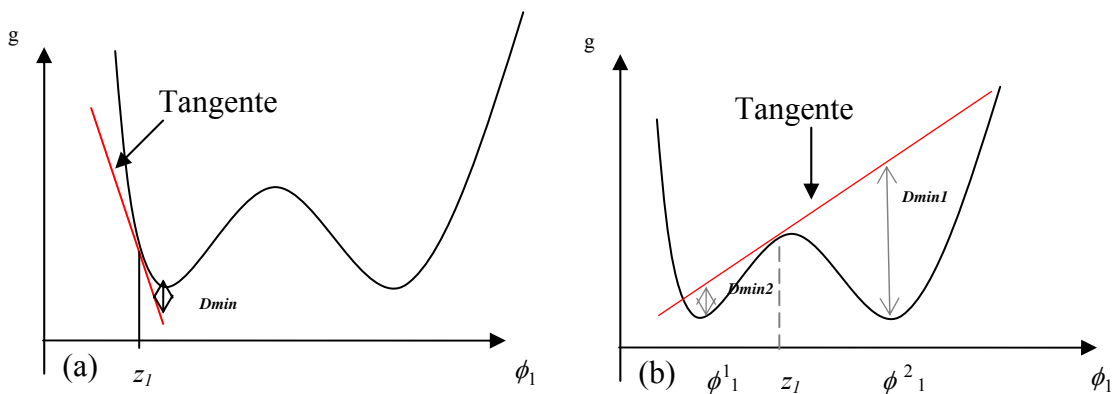 g
Tangente
Dmin
(a)
z₁
ϕ₁
g
Tangente
Dmin1
Dmin2
(b)
ϕ¹₁
z₁
ϕ²₁
ϕ₁